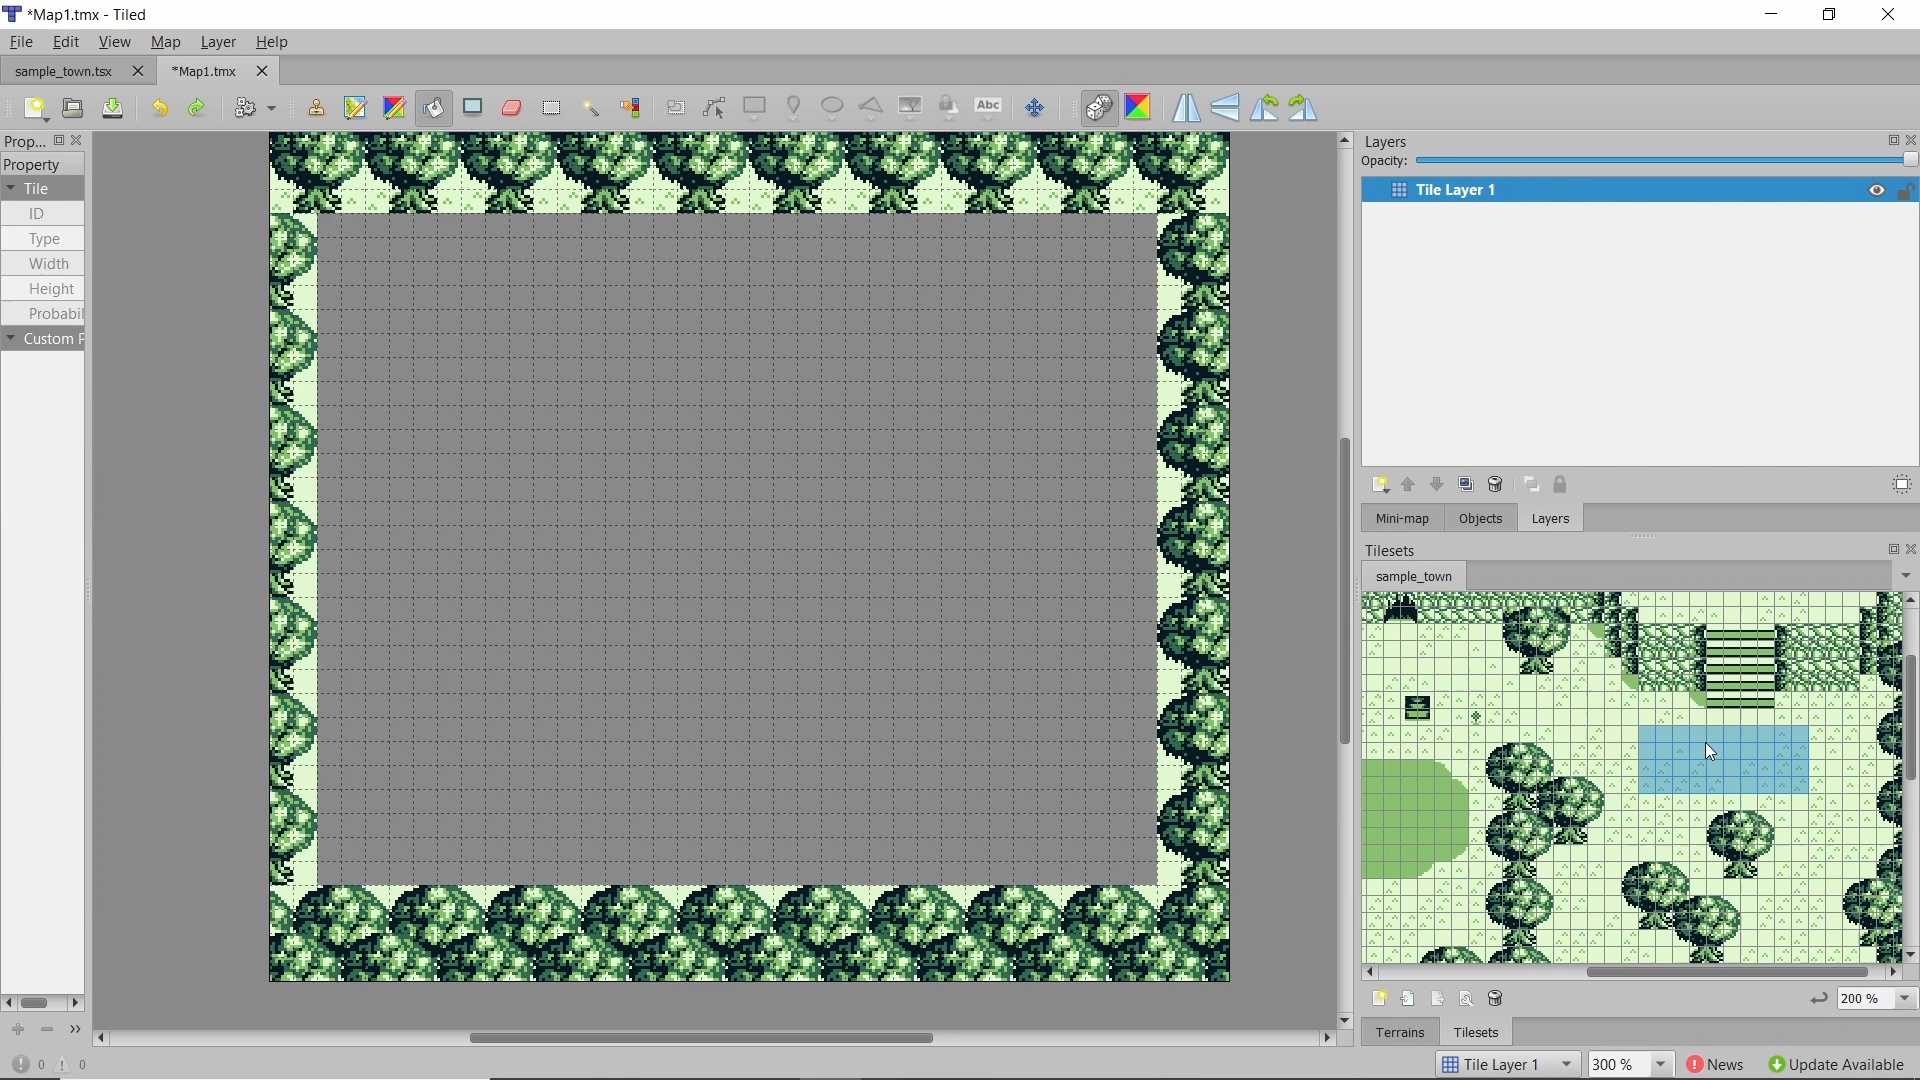 *Map1.tmx - Tiled
File Edit View Map Layer Help
sample_town.tsx *Map1.tmx
Abc
Prop...
Property
Tile
ID
Type
Width
Height
Probabil
Custom P
Layers
Opacity:
Tile Layer 1
Mini-map Objects Layers
Tilesets
sample_town
200 %
Terrains Tilesets
0 0
Tile Layer 1 300 % News Update Available